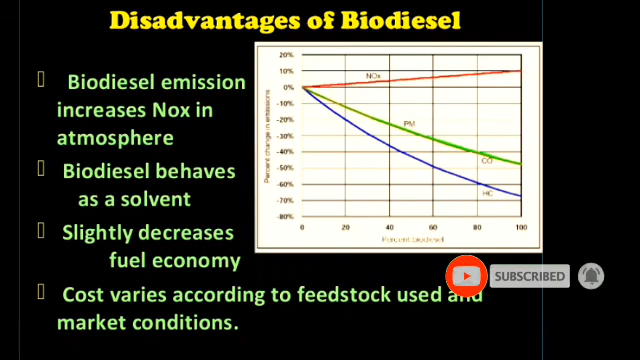 Disadvantages of Biodiesel
Biodiesel emission
increases Nox in
atmosphere
Biodiesel behaves
as a solvent
Slightly decreases
fuel economy
Cost varies according to feedstock used and
market conditions.
Percent change in emissions
20%
10%
0%
-10%
-20%
-30%
-40%
-50%
-60%
-70%
-80%
NOx
PM
CO
HC
0 20 40 60 80 100
Percent biodiesel
SUBSCRIBED